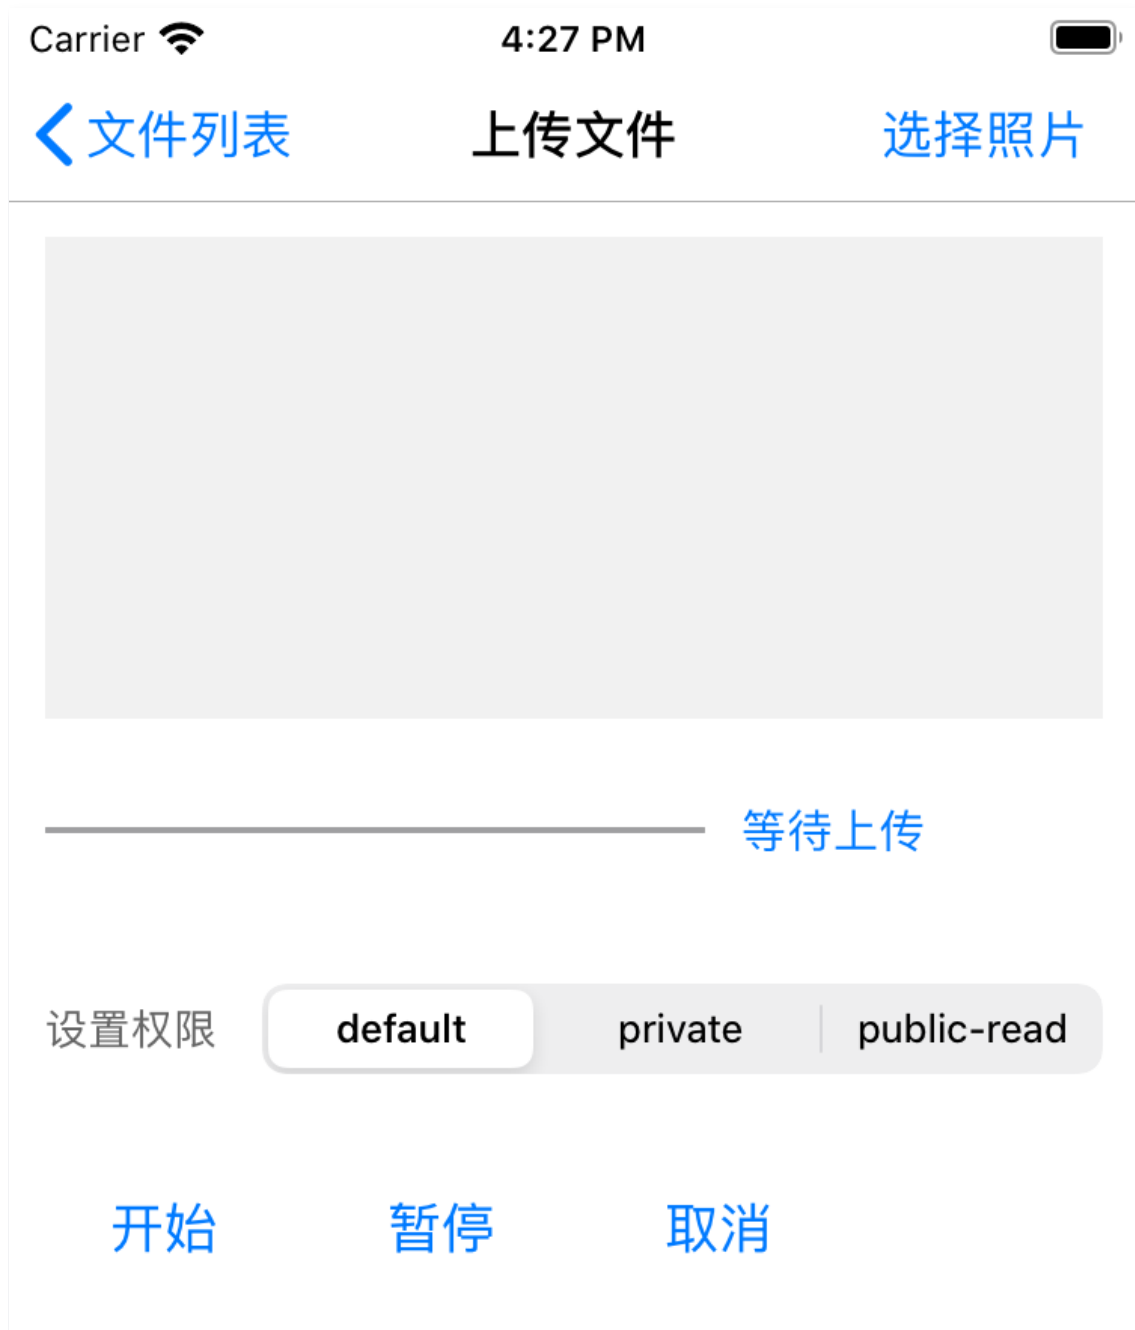 Carrier 4:27 PM
文件列表 上传文件 选择照片
等待上传
设置权限 default private public-read
开始 暂停 取消